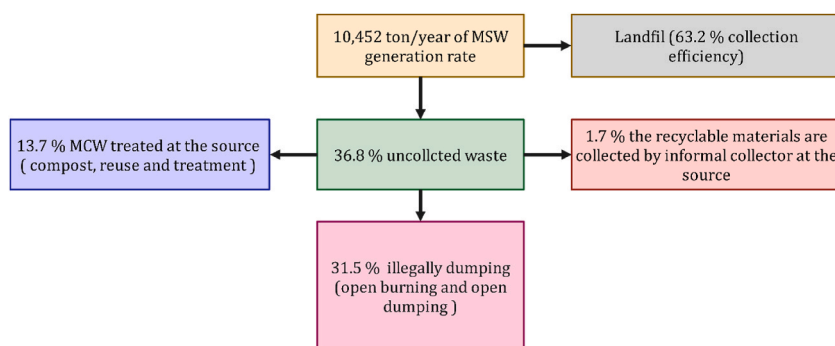 10,452 ton/year of MSW
generation rate
Landfil (63.2 % collection
efficiency)
13.7 % MCW treated at the source
( compost, reuse and treatment )
36.8 % uncollcted waste
1.7 % the recyclable materials are
collected by informal collector at the
source
31.5 % illegally dumping
(open burning and open
dumping )